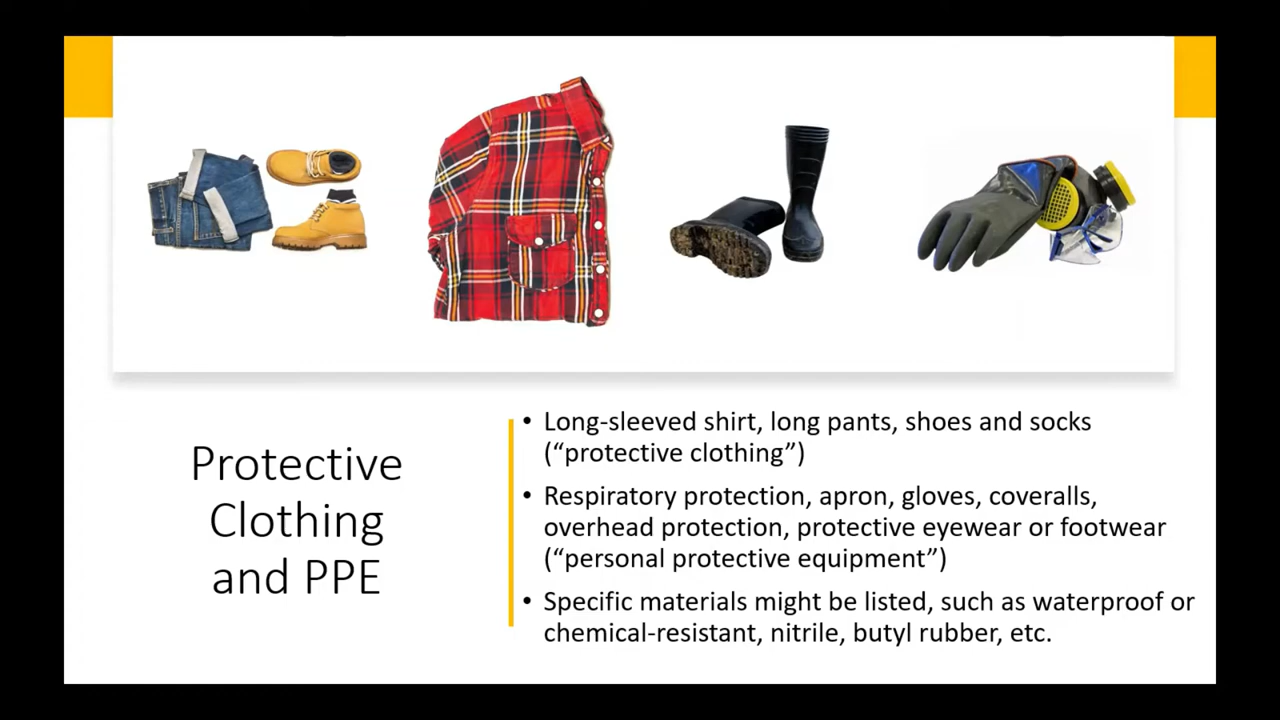 Protective
Clothing
and PPE
• Long-sleeved shirt, long pants, shoes and socks
(“protective clothing”)
• Respiratory protection, apron, gloves, coveralls,
overhead protection, protective eyewear or footwear
(“personal protective equipment”)
• Specific materials might be listed, such as waterproof or
chemical-resistant, nitrile, butyl rubber, etc.